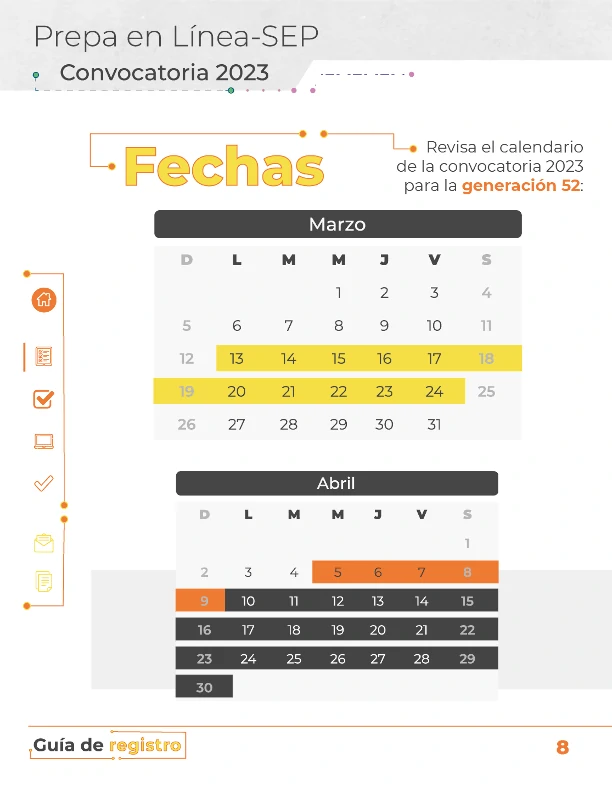 Prepa en Línea-SEP
Convocatoria 2023
Fechas
Revisa el calendario
de la convocatoria 2023
para la generación 52:
Marzo
D L M M J V S
1 2 3 4
5 6 7 8 9 10 11
12 13 14 15 16 17 18
19 20 21 22 23 24 25
26 27 28 29 30 31
Abril
D L M M J V S
1
2 3 4 5 6 7 8
9 10 11 12 13 14 15
16 17 18 19 20 21 22
23 24 25 26 27 28 29
30
Guía de registro
8